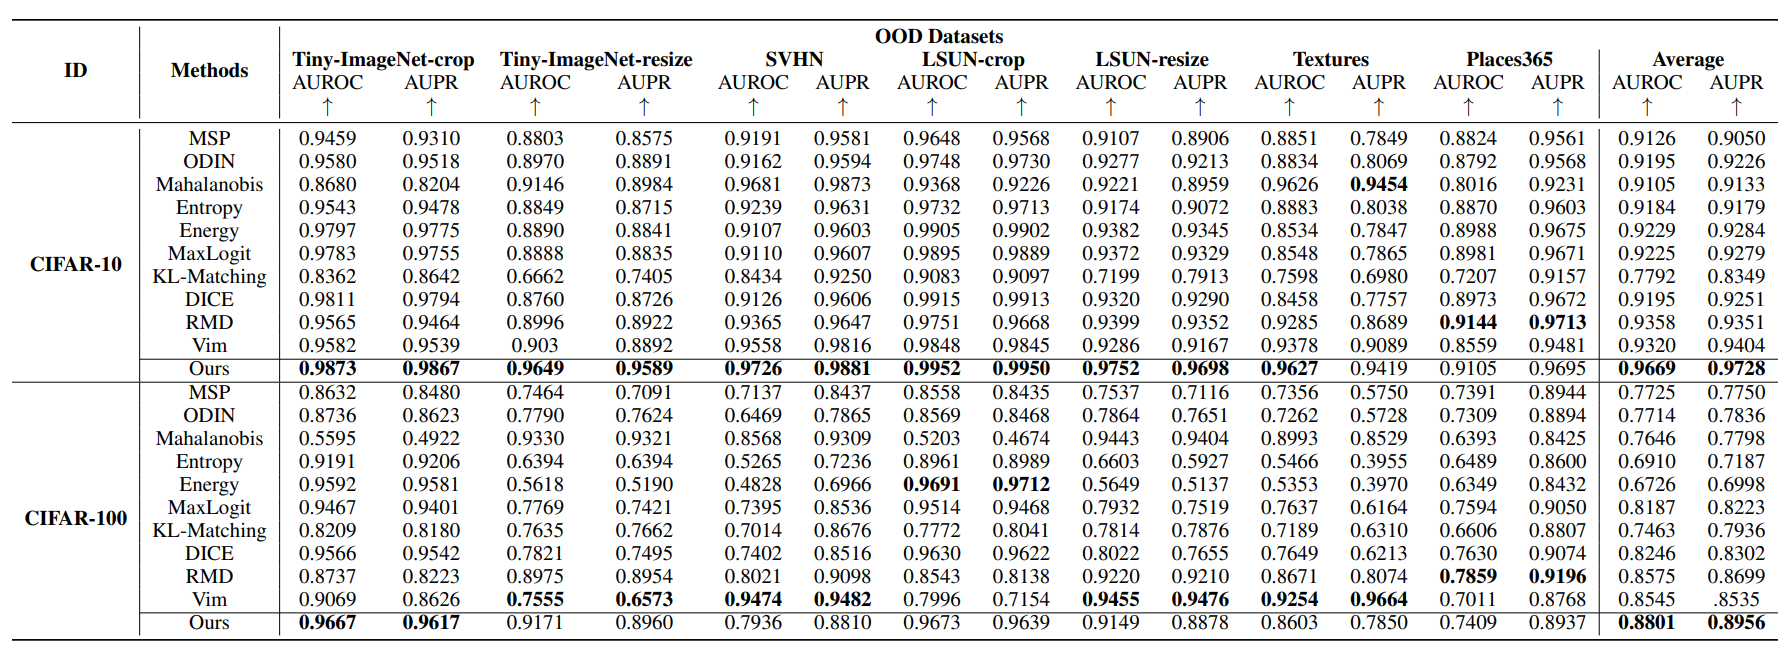 OOD Datasets
ID Methods Tiny-ImageNet-crop Tiny-ImageNet-resize SVHN LSUN-crop LSUN-resize Textures Places365 Average
AUROC AUPR AUROC AUPR AUROC AUPR AUROC AUPR AUROC AUPR AUROC AUPR AUROC AUPR AUROC AUPR
↑ ↑ ↑ ↑ ↑ ↑ ↑ ↑ ↑ ↑ ↑ ↑ ↑ ↑ ↑ ↑
MSP 0.9459 0.9310 0.8803 0.8575 0.9191 0.9581 0.9648 0.9568 0.9107 0.8906 0.8851 0.7849 0.8824 0.9561 0.9126 0.9050
ODIN 0.9580 0.9518 0.8970 0.8891 0.9162 0.9594 0.9748 0.9730 0.9277 0.9213 0.8834 0.8069 0.8792 0.9568 0.9195 0.9226
Mahalanobis 0.8680 0.8204 0.9146 0.8984 0.9681 0.9873 0.9368 0.9226 0.9221 0.8959 0.9626 0.9454 0.8016 0.9231 0.9105 0.9133
Entropy 0.9543 0.9478 0.8849 0.8715 0.9239 0.9631 0.9732 0.9713 0.9174 0.9072 0.8883 0.8038 0.8870 0.9603 0.9184 0.9179
Energy 0.9797 0.9775 0.8890 0.8841 0.9107 0.9603 0.9905 0.9902 0.9382 0.9345 0.8534 0.7847 0.8988 0.9675 0.9229 0.9284
CIFAR-10 MaxLogit 0.9783 0.9755 0.8888 0.8835 0.9110 0.9607 0.9895 0.9889 0.9372 0.9329 0.8548 0.7865 0.8981 0.9671 0.9225 0.9279
KL-Matching 0.8362 0.8642 0.6662 0.7405 0.8434 0.9250 0.9083 0.9097 0.7199 0.7913 0.7598 0.6980 0.7207 0.9157 0.7792 0.8349
DICE 0.9811 0.9794 0.8760 0.8726 0.9126 0.9606 0.9915 0.9913 0.9320 0.9290 0.8458 0.7757 0.8973 0.9672 0.9195 0.9251
RMD 0.9565 0.9464 0.8996 0.8922 0.9365 0.9647 0.9751 0.9668 0.9399 0.9352 0.9285 0.8689 0.9144 0.9713 0.9358 0.9351
Vim 0.9582 0.9539 0.903 0.8892 0.9558 0.9816 0.9848 0.9845 0.9286 0.9167 0.9378 0.9089 0.8559 0.9481 0.9320 0.9404
Ours 0.9873 0.9867 0.9649 0.9589 0.9726 0.9881 0.9952 0.9950 0.9752 0.9698 0.9627 0.9419 0.9105 0.9695 0.9669 0.9728
MSP 0.8632 0.8480 0.7464 0.7091 0.7137 0.8437 0.8558 0.8435 0.7537 0.7116 0.7356 0.5750 0.7391 0.8944 0.7725 0.7750
ODIN 0.8736 0.8623 0.7790 0.7624 0.6469 0.7865 0.8569 0.8468 0.7864 0.7651 0.7262 0.5728 0.7309 0.8894 0.7714 0.7836
Mahalanobis 0.5595 0.4922 0.9330 0.9321 0.8568 0.9309 0.5203 0.4674 0.9443 0.9404 0.8993 0.8529 0.6393 0.8425 0.7646 0.7798
Entropy 0.9191 0.9206 0.6394 0.6394 0.5265 0.7236 0.8961 0.8989 0.6603 0.5927 0.5466 0.3955 0.6489 0.8600 0.6910 0.7187
Energy 0.9592 0.9581 0.5618 0.5190 0.4828 0.6966 0.9691 0.9712 0.5649 0.5137 0.5353 0.3970 0.6349 0.8432 0.6726 0.6998
CIFAR-100 MaxLogit 0.9467 0.9401 0.7769 0.7421 0.7395 0.8536 0.9514 0.9468 0.7932 0.7519 0.7637 0.6164 0.7594 0.9050 0.8187 0.8223
KL-Matching 0.8209 0.8180 0.7635 0.7662 0.7014 0.8676 0.7772 0.8041 0.7814 0.7876 0.7189 0.6310 0.6606 0.8807 0.7463 0.7936
DICE 0.9566 0.9542 0.7821 0.7495 0.7402 0.8516 0.9630 0.9622 0.8022 0.7655 0.7649 0.6213 0.7630 0.9074 0.8246 0.8302
RMD 0.8737 0.8223 0.8975 0.8954 0.8021 0.9098 0.8543 0.8138 0.9220 0.9210 0.8671 0.8074 0.7859 0.9196 0.8575 0.8699
Vim 0.9069 0.8626 0.7555 0.6573 0.9474 0.9482 0.7996 0.7154 0.9455 0.9476 0.9254 0.9664 0.7011 0.8768 0.8545 .8535
Ours 0.9667 0.9617 0.9171 0.8960 0.7936 0.8810 0.9673 0.9639 0.9149 0.8878 0.8603 0.7850 0.7409 0.8937 0.8801 0.8956